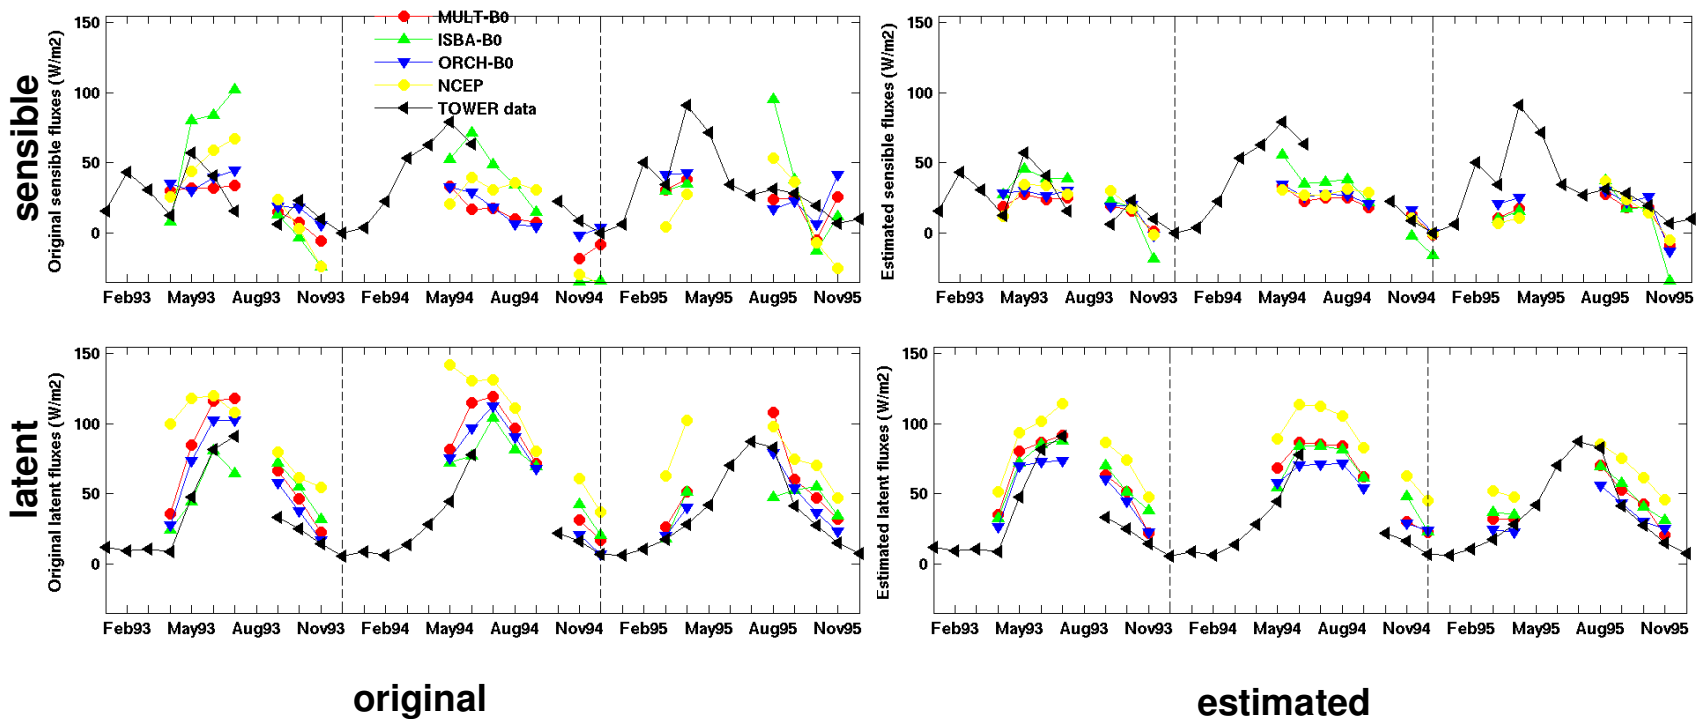 sensible
Original sensible fluxes (W/m2)
150
100
50
0
MULT-B0
ISBA-B0
ORCH-B0
NCEP
TOWER data
Feb93 May93 Aug93 Nov93 Feb94 May94 Aug94 Nov94 Feb95 May95 Aug95 Nov95
Estimated sensible fluxes (W/m2)
150
100
50
0
Feb93 May93 Aug93 Nov93 Feb94 May94 Aug94 Nov94 Feb95 May95 Aug95 Nov95
latent
Original latent fluxes (W/m2)
150
100
50
0
Feb93 May93 Aug93 Nov93 Feb94 May94 Aug94 Nov94 Feb95 May95 Aug95 Nov95
Estimated latent fluxes (W/m2)
150
100
50
0
Feb93 May93 Aug93 Nov93 Feb94 May94 Aug94 Nov94 Feb95 May95 Aug95 Nov95
original
estimated